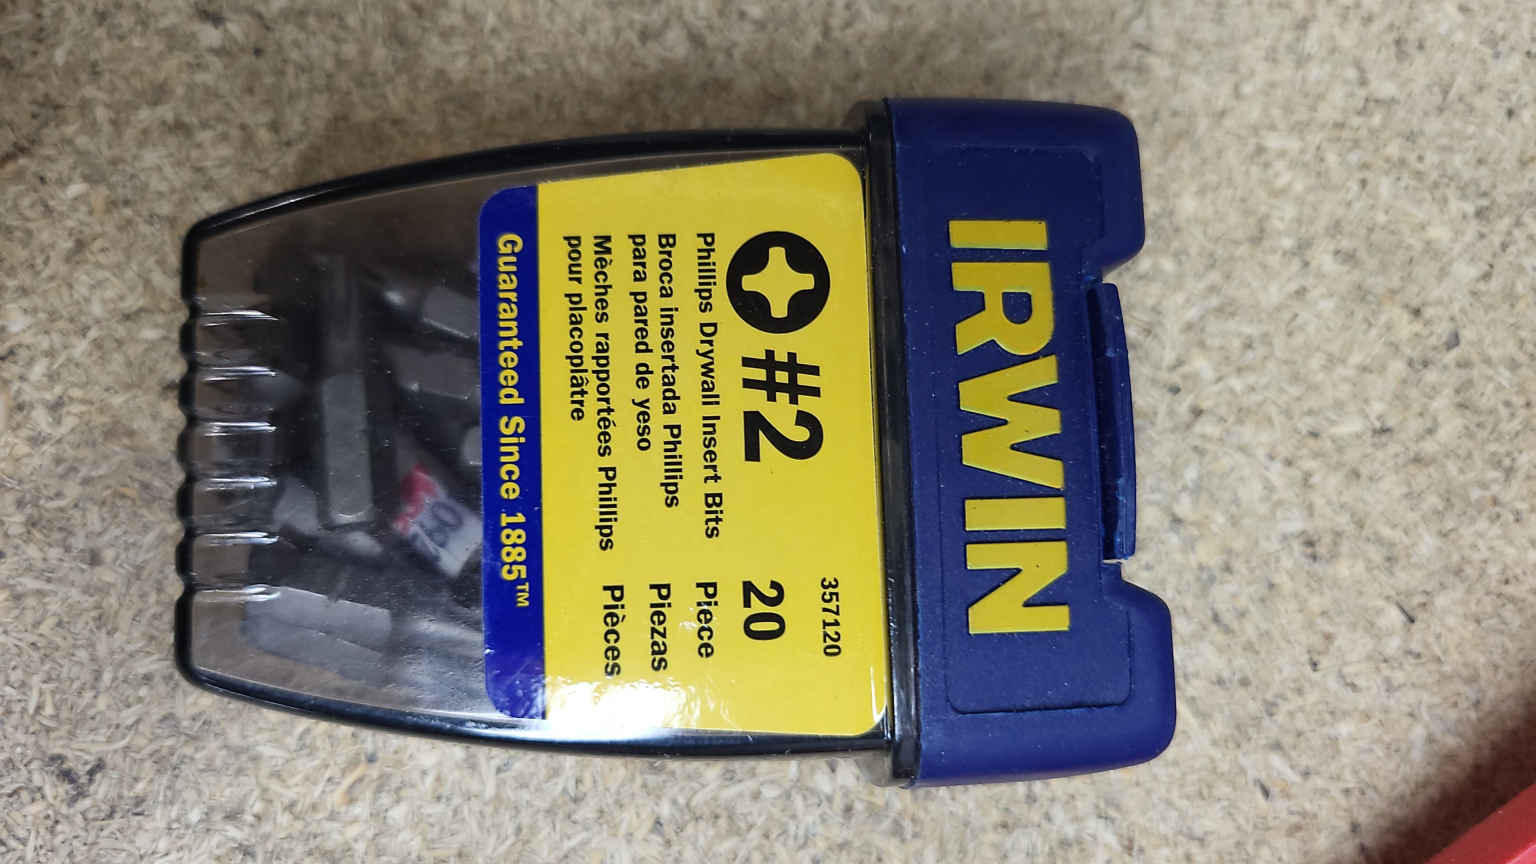 IRWIN
357120
#2
20
Phillips Drywall Insert Bits
Piece
Broca insertada Phillips
para pared de yeso
Piezas
Mèches rapportées Phillips
pour placoplâtre
Pièces
Guaranteed Since 1885™